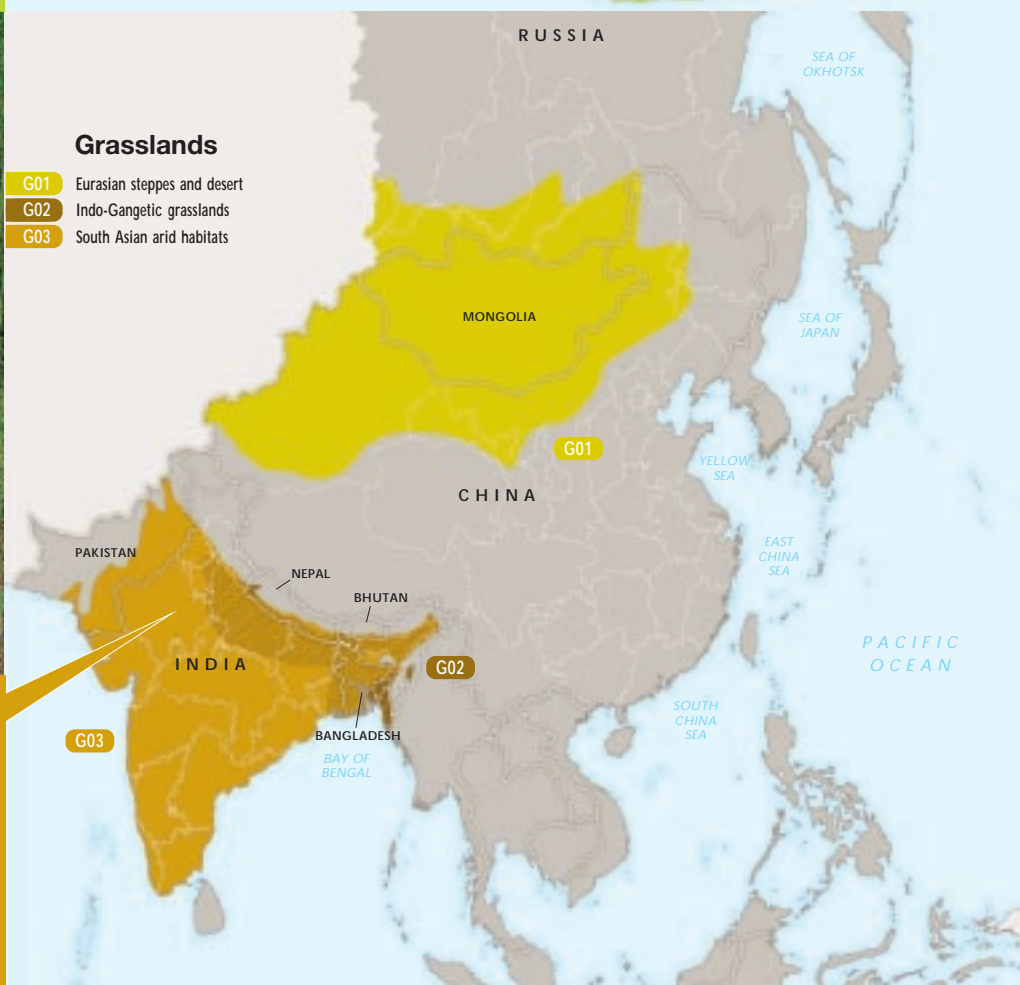 RUSSIA
SEA OF
OKHOTSK
Grasslands
G01 Eurasian steppes and desert
G02 Indo-Gangetic grasslands
G03 South Asian arid habitats
MONGOLIA
SEA OF
JAPAN
G01
YELLOW
SEA
CHINA
PAKISTAN
EAST
CHINA
SEA
NEPAL
BHUTAN
PACIFIC
OCEAN
INDIA
G02
SOUTH
CHINA
SEA
G03
BANGLADESH
BAY OF
BENGAL